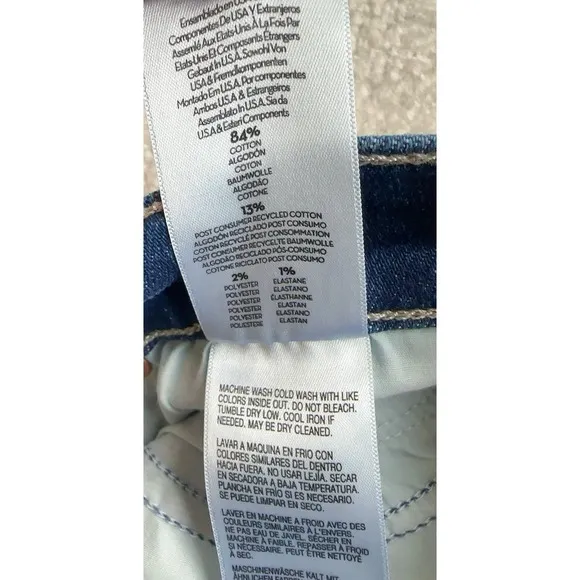 Ensamblado en U.S.A.
Componentes De USA Y Extranjeros
Assemlé Aux Etats-Unis À La Fois Par
Etats-Unis Et Composants Étrangers
Gebaut In U.S.A. Sowohl Von
USA & Fremdkomponenten
Montado Em U.S.A. Por componentes
Ambos U.S.A. & Estrangeiros
Assemblato In U.S.A. Sia da
U.S.A & Esteri Components
84%
COTTON
ALGODÓN
COTON
BAUMWOLLE
ALGODÃO
COTONE
13%
POST CONSUMER RECYCLED COTTON
ALGODÓN RECICLADO POST CONSUMO
COTON RECYCLÉ POST CONSOMMATION
POST CONSUMER RECYCELTE BAUMWOLLE
ALGODÃO RECICLADO PÓS-CONSUMO
COTONE RICICLATO POST CONSUMO
2% 1%
POLYESTER ELASTANE
POLYESTER ELASTANO
POLYESTER ÉLASTHANNE
POLYESTER ELASTAN
POLYESTER ELASTANO
POLIESTESE ELASTAN
MACHINE WASH COLD WASH WITH LIKE
COLORS INSIDE OUT. DO NOT BLEACH.
TUMBLE DRY LOW. COOL IRON IF
NEEDED. MAY BE DRY CLEANED.
LAVAR A MAQUINA EN FRIO CON
COLORES SIMILARES DEL DENTRO
HACIA FUERA. NO USAR LEJÍA. SECAR
EN SECADORA A BAJA TEMPERATURA.
PLANCHA EN FRÍO SI ES NECESARIO.
SE PUEDE LIMPIAR EN SECO.
LAVER EN MACHINE A FROID AVEC DES
COULEURS SIMILAIRES À L'ENVERS.
NE PAS EAU DE JAVEL. SÉCHER EN
MACHINE À FAIBLE. REPASSER À FROID
SI NÉCESSAIRE. PEUT ÊTRE NETTOYÉ
À SEC.
MASCHINENWÄSCHE KALT MIT
ÄHNLICHEN